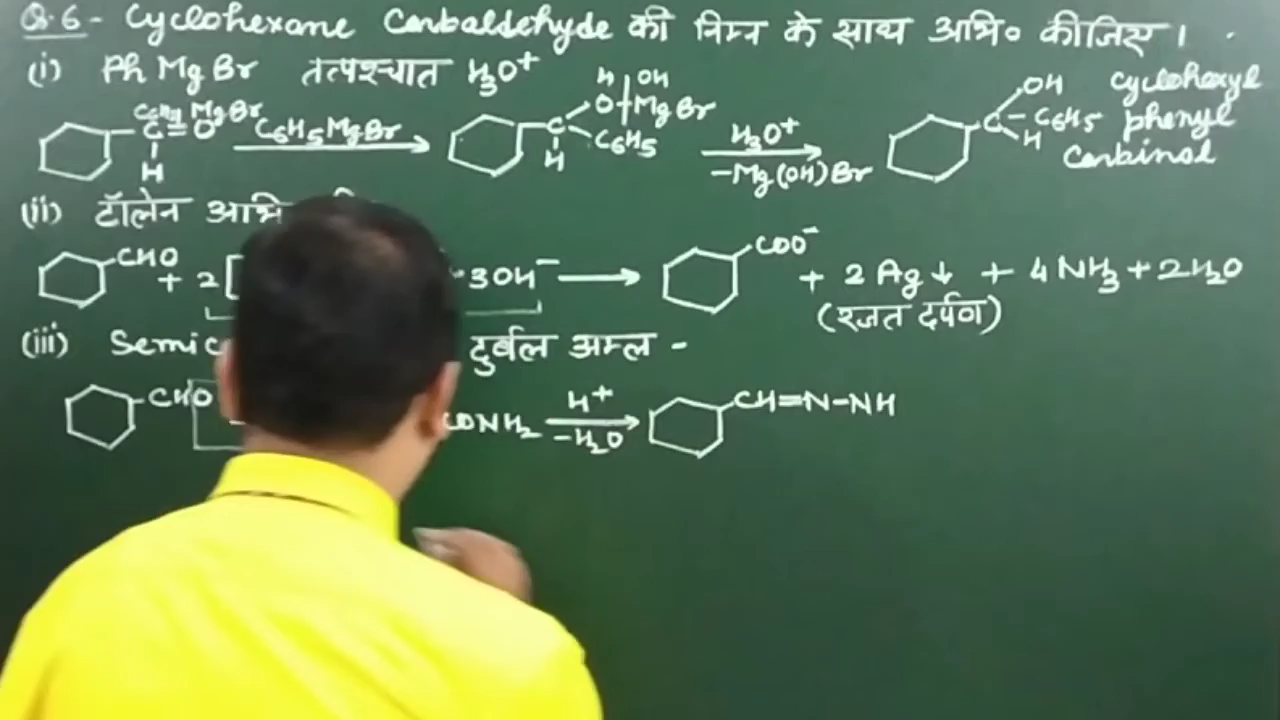 Q.6 - Cyclohexane Carbaldehyde की निम्न के साथ अभि० कीजिए।
(i) PhMgBr तत्पश्चात H₃O⁺
C₆H₅ MgBr H OH OH Cyclohexyl
C=O C₆H₅MgBr C O MgBr H₃O⁺ C C₆H₅ phenyl
H H C₆H₅ -Mg(OH)Br H Carbinol
(ii) टॉलेन
CHO + 2[ 3OH⁻ → COO⁻ + 2Ag↓ + 4NH₃ + 2H₂O
(रजत दर्पण)
(iii) दुर्बल अम्ल -
CHO CONH₂ H⁺ CH=N-NH
-H₂O